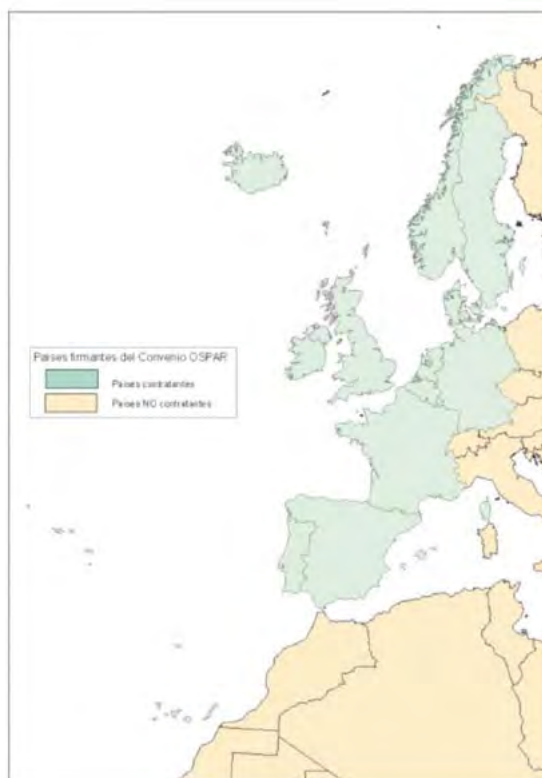 Países firmantes del Convenio OSPAR
Países contratantes
Países NO contratantes